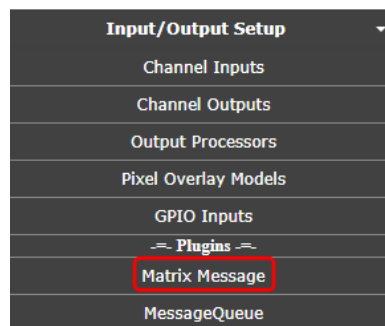 Input/Output Setup
Channel Inputs
Channel Outputs
Output Processors
Pixel Overlay Models
GPIO Inputs
-=- Plugins -=-
Matrix Message
MessageQueue